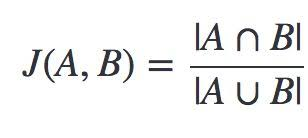 J(A, B) = |A ∩ B| / |A ∪ B|